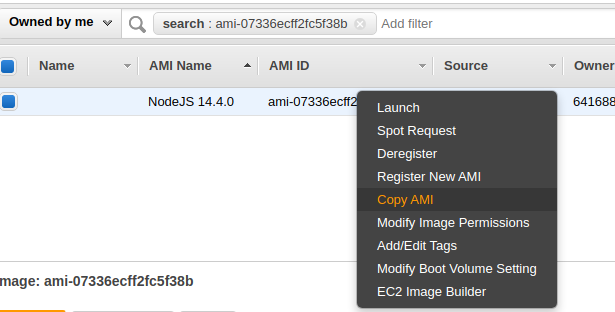 Owned by me
search : ami-07336ecff2fc5f38b
Add filter
Name
AMI Name
AMI ID
Source
Owner
NodeJS 14.4.0
ami-07336ecff2
641688
Launch
Spot Request
Deregister
Register New AMI
Copy AMI
Modify Image Permissions
Add/Edit Tags
Modify Boot Volume Setting
EC2 Image Builder
mage: ami-07336ecff2fc5f38b